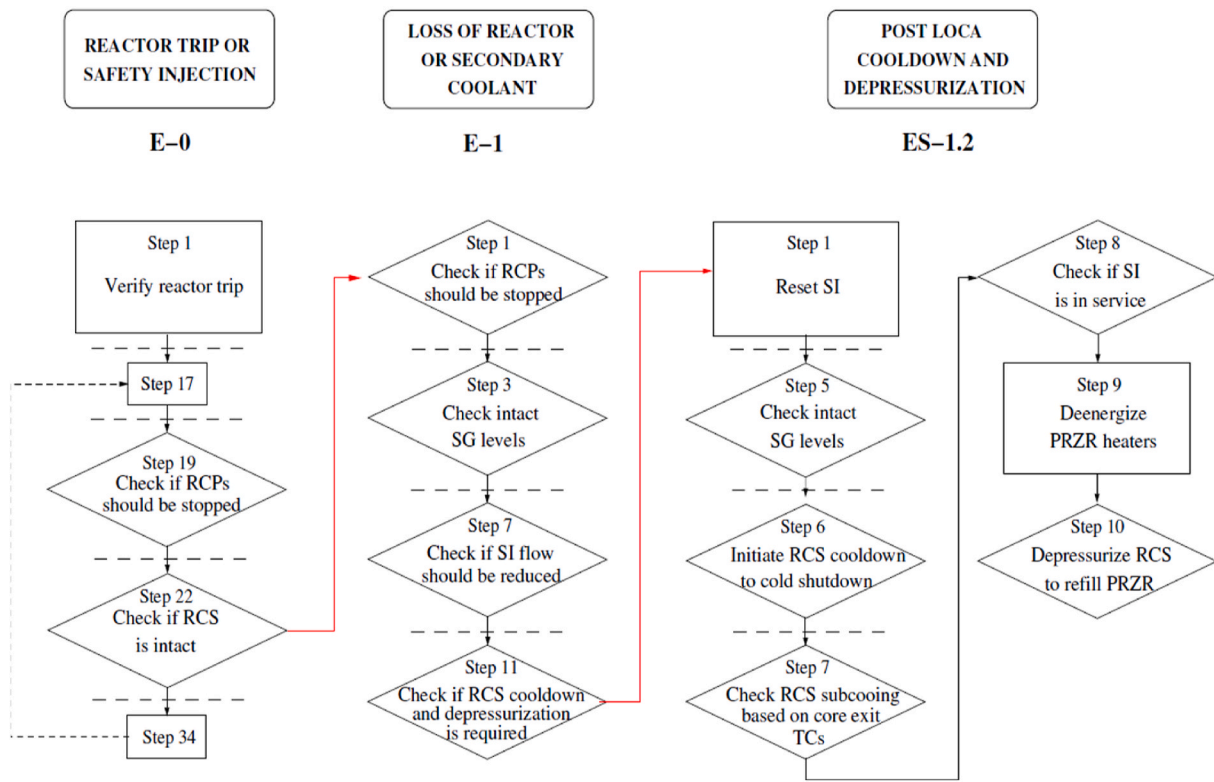 REACTOR TRIP OR
SAFETY INJECTION
E–0
LOSS OF REACTOR
OR SECONDARY
COOLANT
E–1
POST LOCA
COOLDOWN AND
DEPRESSURIZATION
ES–1.2
Step 1
Verify reactor trip
Step 17
Step 19
Check if RCPs
should be stopped
Step 22
Check if RCS
is intact
Step 34
Step 1
Check if RCPs
should be stopped
Step 3
Check intact
SG levels
Step 7
Check if SI flow
should be reduced
Step 11
Check if RCS cooldown
and depressurization
is required
Step 1
Reset SI
Step 5
Check intact
SG levels
Step 6
Initiate RCS cooldown
to cold shutdown
Step 7
Check RCS subcooing
based on core exit
TCs
Step 8
Check if SI
is in service
Step 9
Deenergize
PRZR heaters
Step 10
Depressurize RCS
to refill PRZR